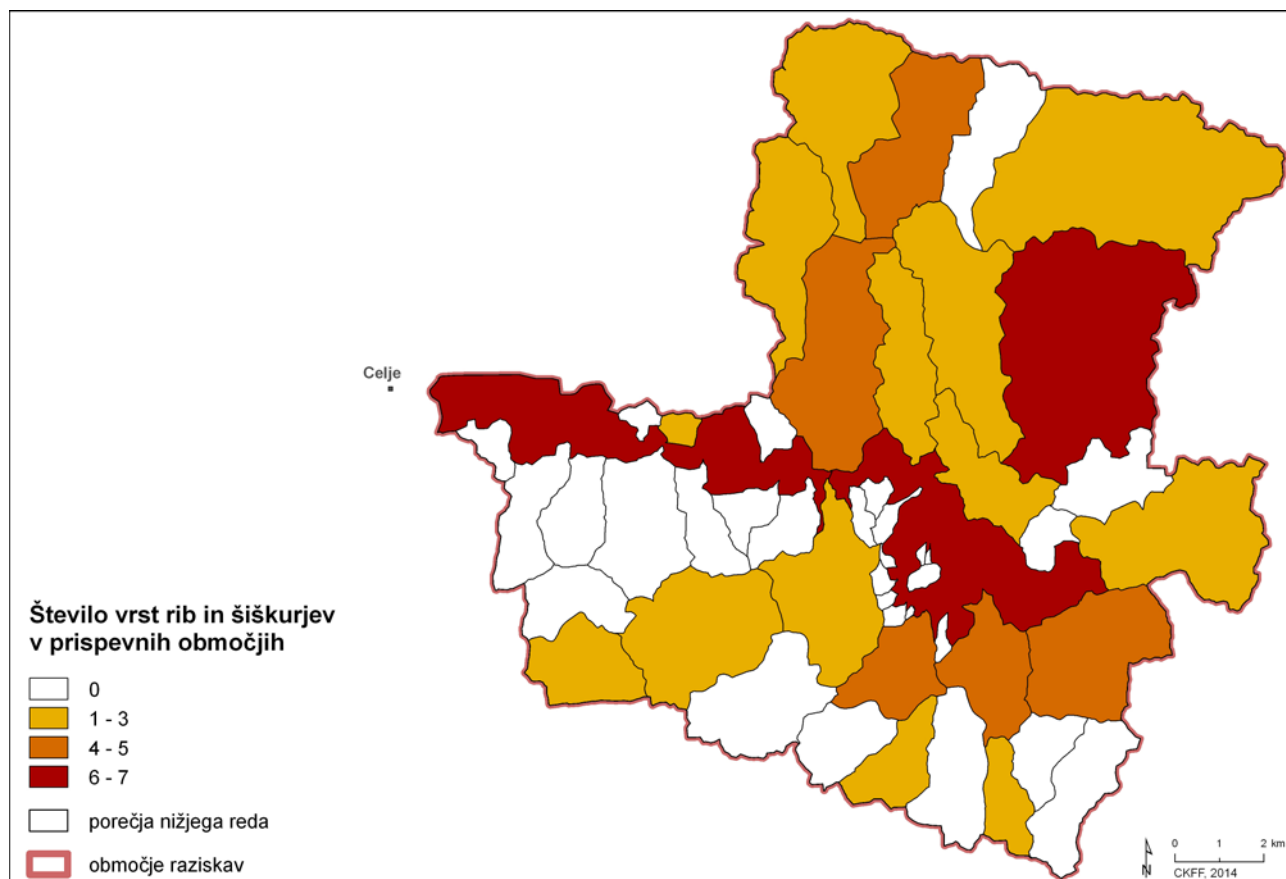 Celje
Število vrst rib in šiškurjev
v prispevnih območjih
0
1 - 3
4 - 5
6 - 7
porečja nižjega reda
območje raziskav
N
0 1 2 km
CKFF, 2014